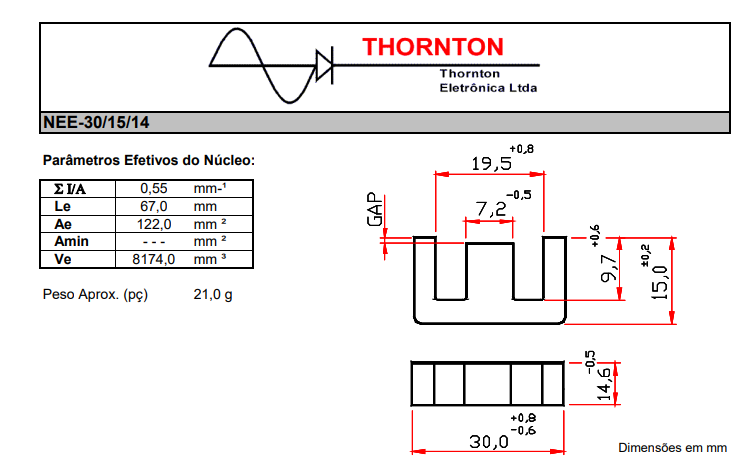 THORNTON
Thornton
Eletrônica Ltda
NEE-30/15/14
Parâmetros Efetivos do Núcleo:
Σ I/A 0,55 mm-¹
Le 67,0 mm
Ae 122,0 mm ²
Amin - - - mm ²
Ve 8174,0 mm ³
Peso Aprox. (pç) 21,0 g
19,5 +0,8
7,2 -0,5
GAP
9,7 +0,6
15,0 ±0,2
14,6 -0,5
30,0 +0,8 -0,6
Dimensões em mm